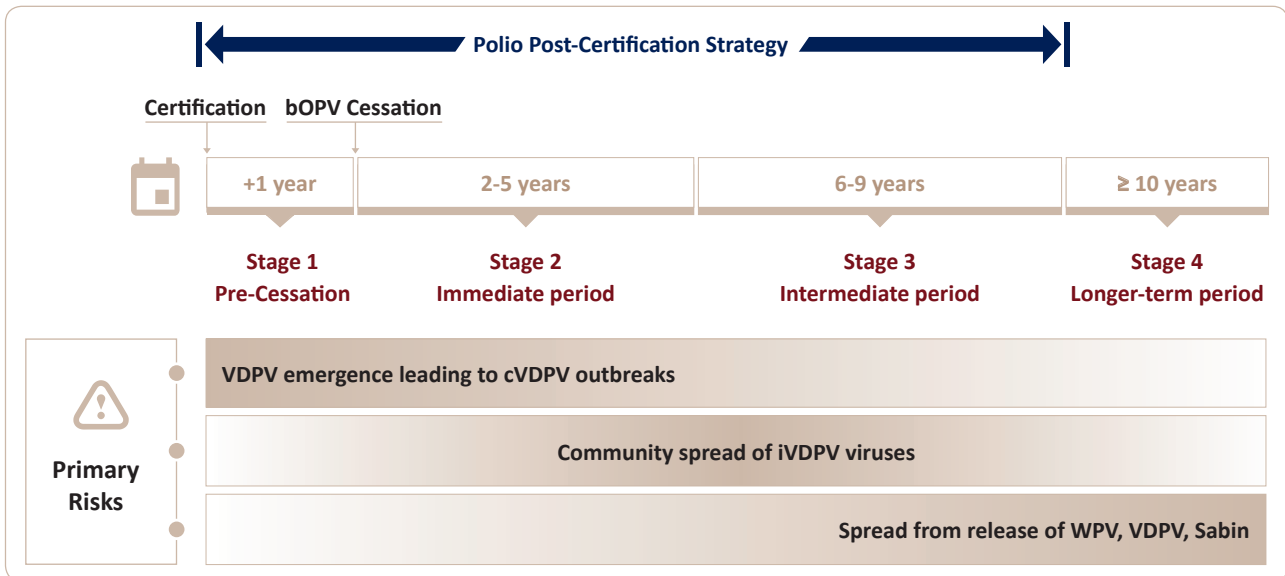 Polio Post-Certification Strategy
Certification
bOPV Cessation
+1 year
2-5 years
6-9 years
≥ 10 years
Stage 1
Pre-Cessation
Stage 2
Immediate period
Stage 3
Intermediate period
Stage 4
Longer-term period
Primary
Risks
VDPV emergence leading to cVDPV outbreaks
Community spread of iVDPV viruses
Spread from release of WPV, VDPV, Sabin